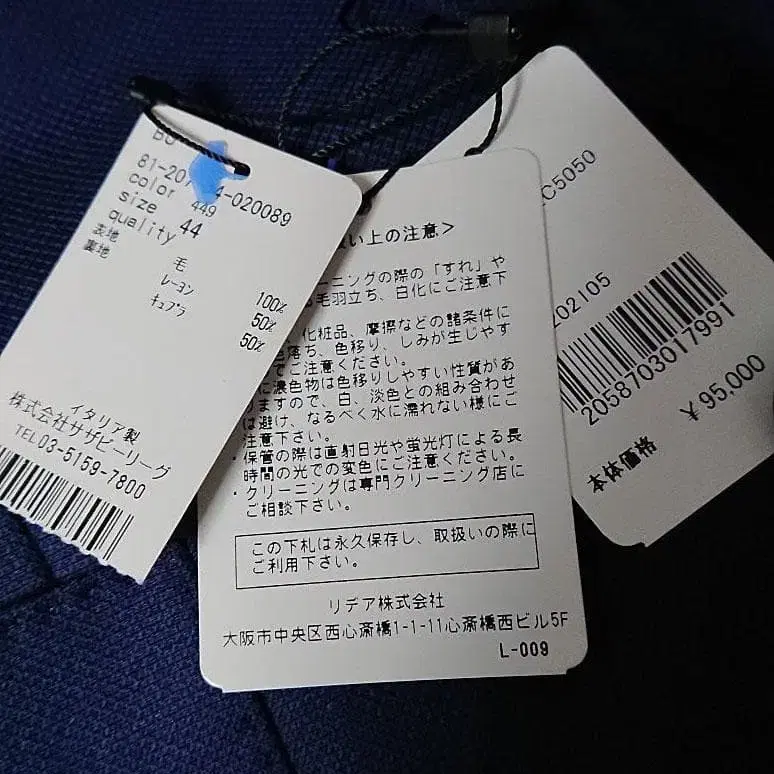 81-20
4-020089
color 449
size 44
quality
表地 毛 100%
裏地 レーヨン 50%
キュプラ 50%
イタリア製
株式会社サザビーリーグ
TEL03-5159-7800
い上の注意>
ーニングの際の「すれ」や
毛羽立ち、白化にご注意下
、化粧品、摩擦などの諸条件に
色落ち、色移り、しみが生じやす
でご注意ください。
に濃色物は色移りしやすい性質があ
りますので、白、淡色との組み合わせ
は避け、なるべく水に濡れない様にご
注意下さい。
・保管の際は直射日光や蛍光灯による長
時間の光での変色にご注意ください。
・クリーニングは専門クリーニング店に
ご相談下さい。
この下札は永久保存し、取扱いの際に
ご利用下さい。
リデア株式会社
大阪市中央区西心斎橋1-1-11心斎橋西ビル5F
L-009
C5050
202105
2058703017991
本体価格 ¥95,000